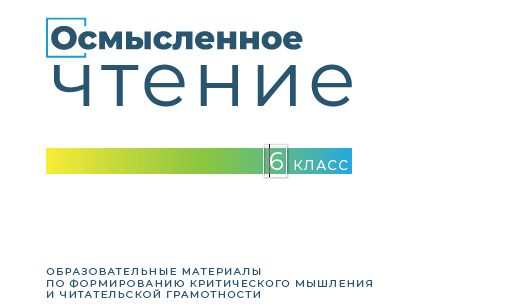 Осмысленное
чтение
6 КЛАСС
ОБРАЗОВАТЕЛЬНЫЕ МАТЕРИАЛЫ
ПО ФОРМИРОВАНИЮ КРИТИЧЕСКОГО МЫШЛЕНИЯ
И ЧИТАТЕЛЬСКОЙ ГРАМОТНОСТИ